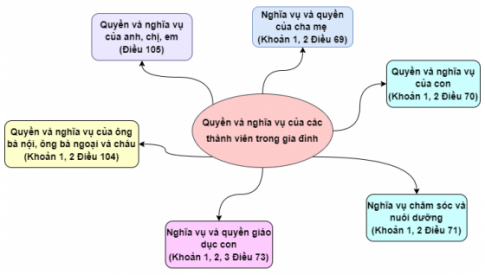 Quyền và nghĩa vụ
của anh, chị, em
(Điều 105)
Nghĩa vụ và quyền
của cha mẹ
(Khoản 1, 2 Điều 69)
Quyền và nghĩa vụ
của con
(Khoản 1, 2 Điều 70)
Quyền và nghĩa vụ của các
thành viên trong gia đình
Quyền và nghĩa vụ của ông
bà nội, ông bà ngoại và cháu
(Khoản 1, 2 Điều 104)
Nghĩa vụ chăm sóc và
nuôi dưỡng
(Khoản 1, 2 Điều 71)
Nghĩa vụ và quyền giáo
dục con
(Khoản 1, 2, 3 Điều 73)